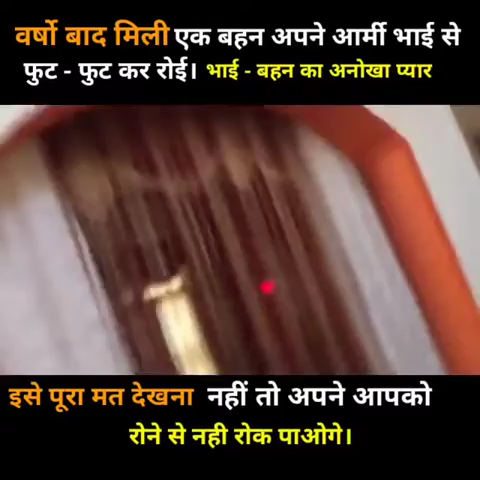 वर्षो बाद मिली एक बहन अपने आर्मी भाई से
फुट - फुट कर रोई। भाई - बहन का अनोखा प्यार
इसे पूरा मत देखना नहीं तो अपने आपको
रोने से नही रोक पाओगे।